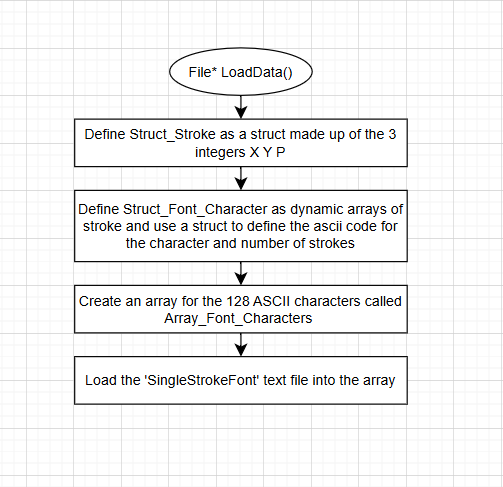 File* LoadData()
Define Struct_Stroke as a struct made up of the 3
integers X Y P
Define Struct_Font_Character as dynamic arrays of
stroke and use a struct to define the ascii code for
the character and number of strokes
Create an array for the 128 ASCII characters called
Array_Font_Characters
Load the 'SingleStrokeFont' text file into the array